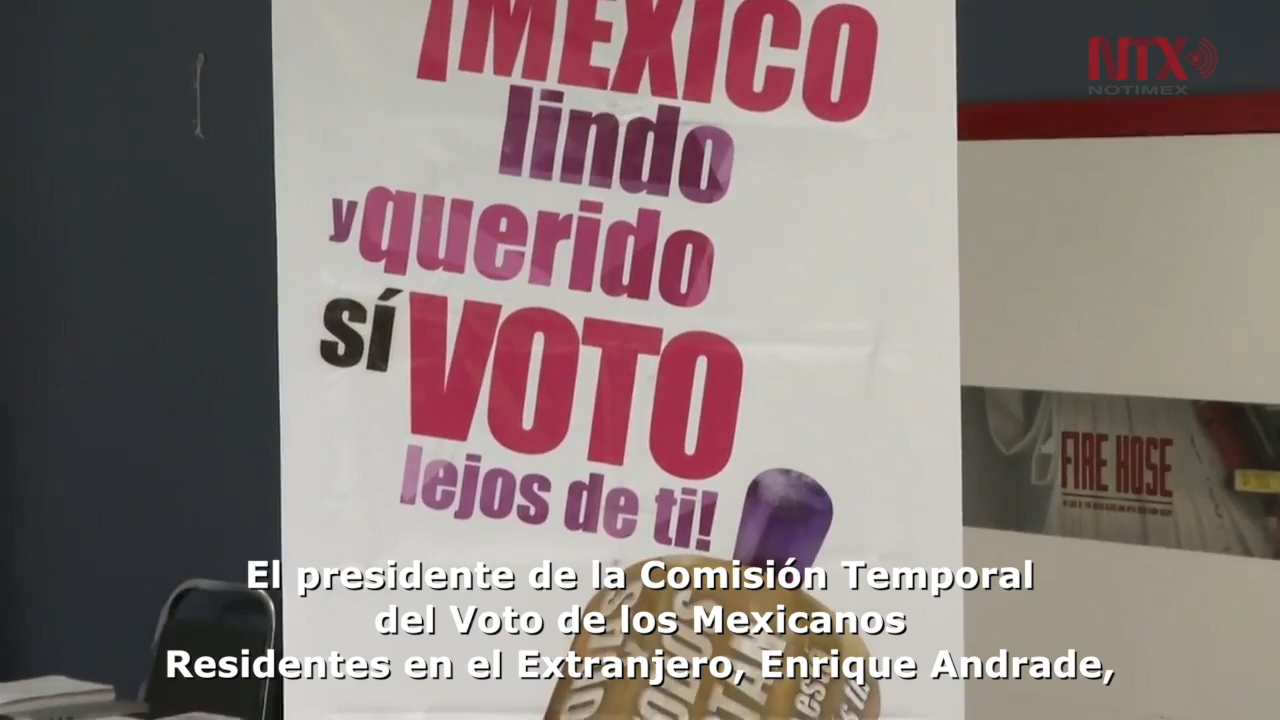 ¡MÉXICO
lindo
y querido
sí VOTO
lejos de ti!
NTX
NOTIMEX
FIRE HOSE
El presidente de la Comisión Temporal
del Voto de los Mexicanos
Residentes en el Extranjero, Enrique Andrade,